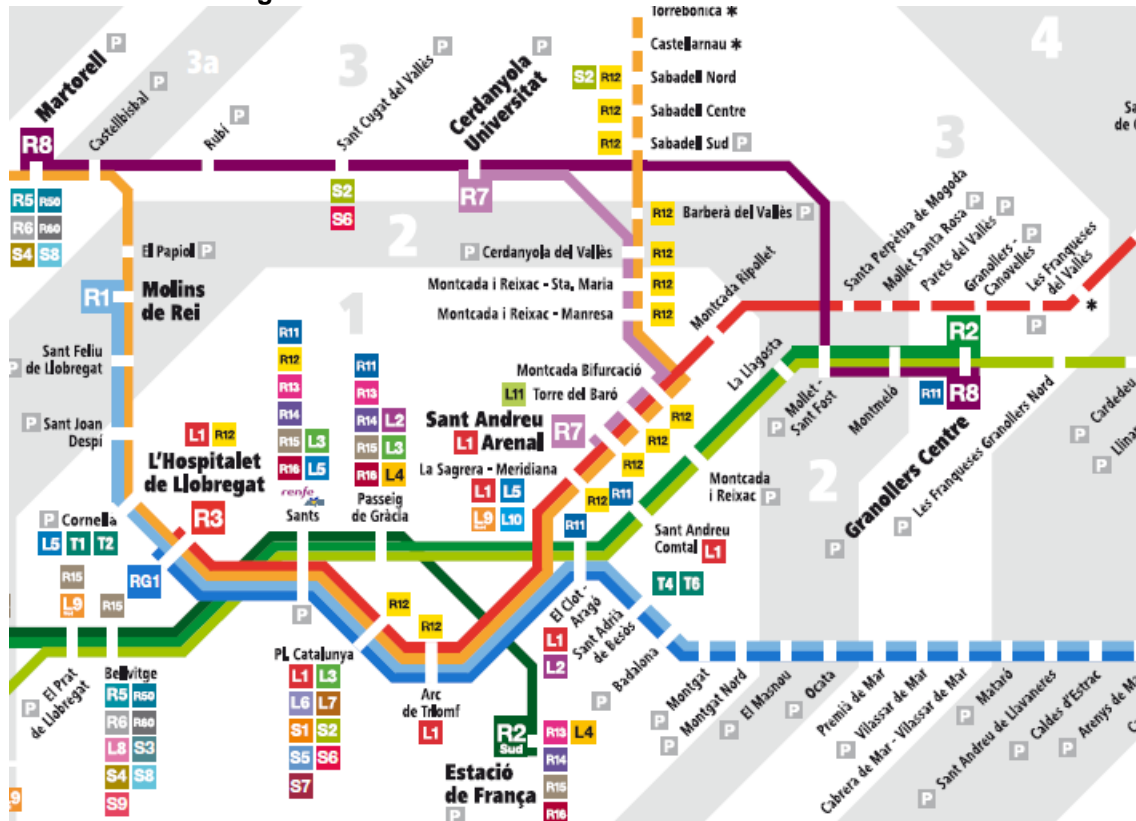 Torrebonica *
Castellarnau *
S2 R12 Sabadell Nord
R12 Sabadell Centre
R12 Sabadell Sud P
4
3a
3
Martorell P
R8
R5 R50
R6 R60
S4 S8
Castellbisbal P
Rubí P
Sant Cugat del Vallès P
S2
S6
Cerdanyola
Universitat P
R7
2
R12 Barberà del Vallès P
P Cerdanyola del Vallès R12
Montcada i Reixac - Sta. Maria R12
Montcada i Reixac - Manresa R12
3
Montcada Ripollet
Santa Perpètua de Mogoda
Mollet Santa Rosa P
Parets del Vallès P
Granollers -
Canovelles P
Les Franqueses
del Vallès
P
*
El Papiol P
R1 Molins
de Rei
1
Sant Feliu
P de Llobregat
P Sant Joan
Despí
R11
R12
R13
R14
R15 L3
R16 L5
renfe
Sants
P
R11
R13
R14 L2
R15 L3
R16 L4
Passeig
de Gràcia
Montcada Bifurcació
L11 Torre del Baró
Sant Andreu
L1 Arenal
R7
R12
R12
R12
La Sagrera - Meridiana
L1 L5
L9 L10
R12 R11
R11
La Llagosta
Mollet -
Sant Fost
P
Montmeló
R2
R11 R8
Granollers Centre
P
Les Franqueses Granollers Nord
P
Cardedeu
P
P
Montcada
i Reixac P
2
L1 R12
L'Hospitalet
de Llobregat
R3
RG1
P Cornellà
L5 T1 T2
R15
L9
R15
El Prat
de Llobregat
P
Bellvitge
R5 R50
R6 R60
L8 S3
S4 S8
S9
Pl. Catalunya
L1 L3
L6 L7
S1 S2
S5 S6
S7
R12
R12
Arc
de Triomf
L1
R2
Sud
Estació
de França
P
R13 L4
R14
R15
R16
El Clot -
Aragó
L1
L2
Sant Andreu
Comtal L1
T4 T6
Sant Adrià
de Besòs
Badalona
P
Montgat
P
Montgat Nord
P
El Masnou
P
Ocata
P
Premià de Mar
Vilassar de Mar
P
Cabrera de Mar - Vilassar de Mar
Mataró
P
Sant Andreu de Llavaneres
P
Caldes d'Estrac
P
P